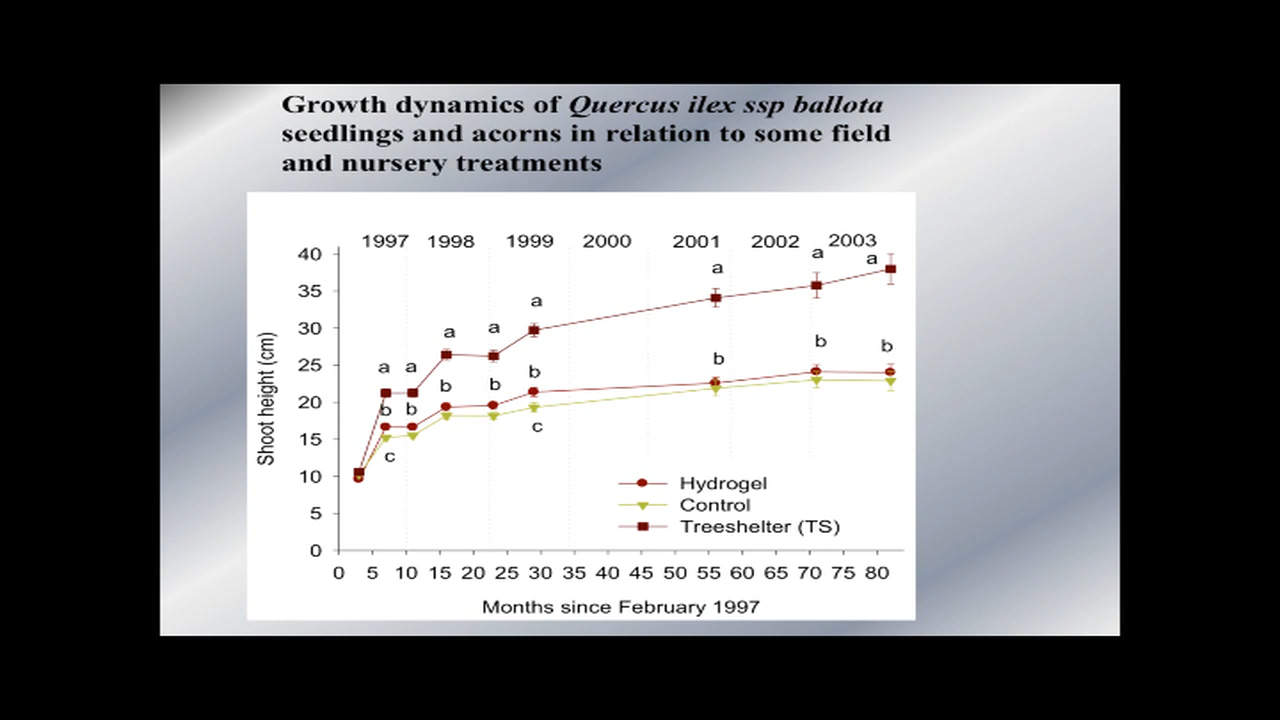 Growth dynamics of Quercus ilex ssp ballota
seedlings and acorns in relation to some field
and nursery treatments
1997 1998 1999 2000 2001 2002 2003
40
35
30
25
20
15
10
5
0
Shoot height (cm)
a a a a a a a a
b b b b b b b b
c c
Hydrogel
Control
Treeshelter (TS)
0 5 10 15 20 25 30 35 40 45 50 55 60 65 70 75 80
Months since February 1997